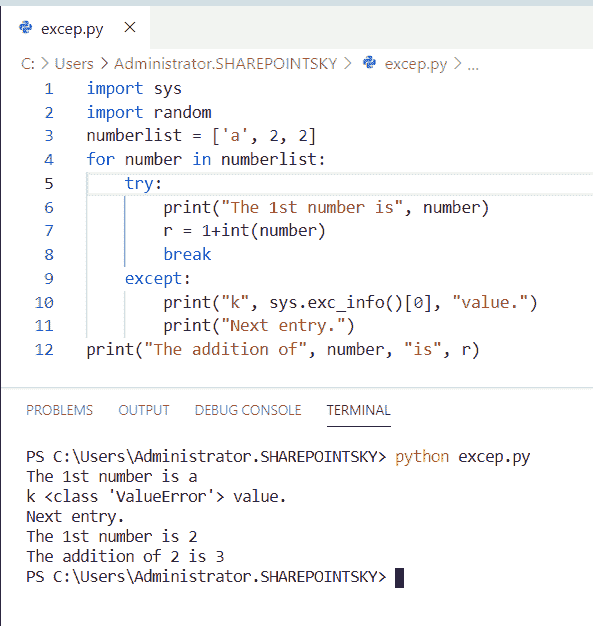 excep.py ×
C: > Users > Administrator.SHAREPOINTSKY > excep.py > ...
1 import sys
2 import random
3 numberlist = ['a', 2, 2]
4 for number in numberlist:
5     try:
6         print("The 1st number is", number)
7         r = 1+int(number)
8         break
9     except:
10         print("k", sys.exc_info()[0], "value.")
11         print("Next entry.")
12 print("The addition of", number, "is", r)
PROBLEMS OUTPUT DEBUG CONSOLE TERMINAL
PS C:\Users\Administrator.SHAREPOINTSKY> python excep.py
The 1st number is a
k <class 'ValueError'> value.
Next entry.
The 1st number is 2
The addition of 2 is 3
PS C:\Users\Administrator.SHAREPOINTSKY>